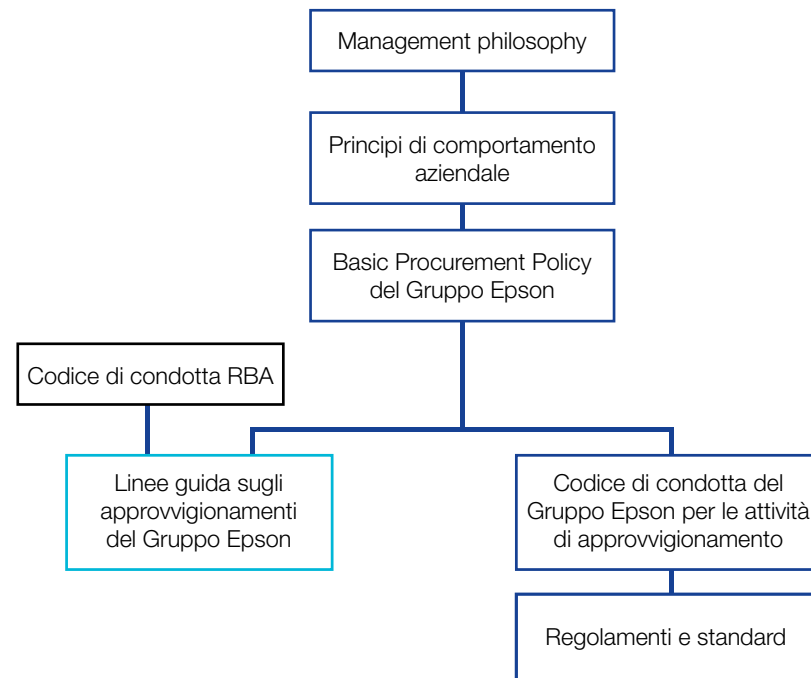 Management philosophy
Principi di comportamento
aziendale
Basic Procurement Policy
del Gruppo Epson
Codice di condotta RBA
Linee guida sugli
approvvigionamenti
del Gruppo Epson
Codice di condotta del
Gruppo Epson per le attività
di approvvigionamento
Regolamenti e standard